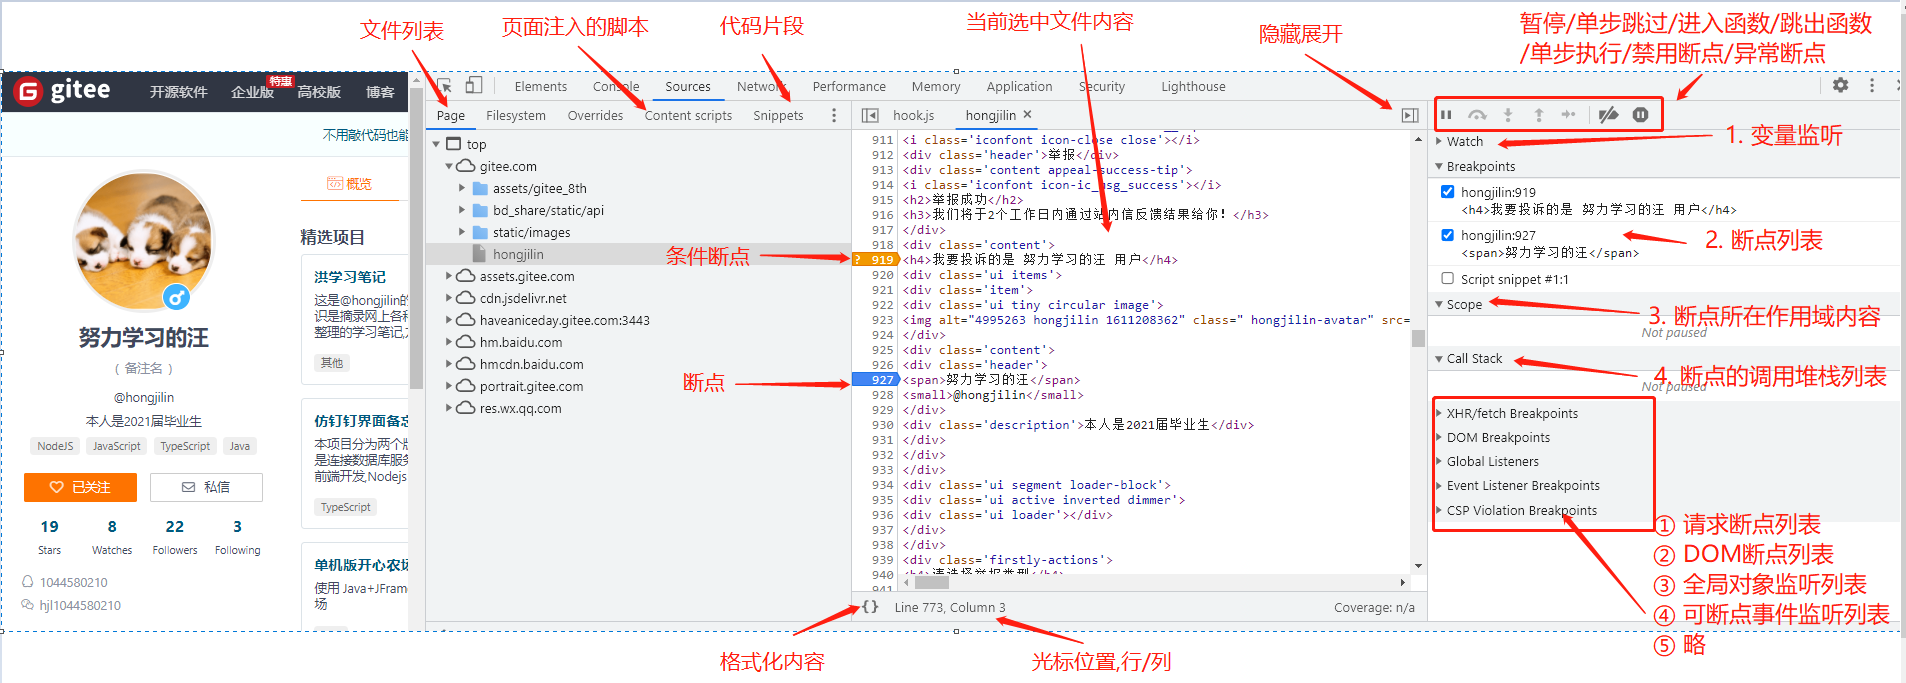 文件列表
页面注入的脚本
代码片段
当前选中文件内容
隐藏展开
暂停/单步跳过/进入函数/跳出函数
/单步执行/禁用断点/异常断点
G gitee
开源软件 企业版 特惠 高校版 博客
不用敲代码也能
概览
努力学习的汪
( 备注名 )
@hongjilin
本人是2021届毕业生
NodeJS JavaScript TypeScript Java
已关注 私信
19 8 22 3
Stars Watches Followers Following
1044580210
hjl1044580210
精选项目
洪学习笔记
这是@hongjilin的
识是摘录网上各种
整理的学习笔记,
其他
仿钉钉界面备忘
本项目分为两个版
是连接数据库服务
前端开发,Nodejs
TypeScript
单机版开心农场
使用 Java+JFrame
场
Elements Console Sources Network Performance Memory Application Security Lighthouse
Page Filesystem Overrides Content scripts Snippets
top
gitee.com
assets/gitee_8th
bd_share/static/api
static/images
hongjilin
assets.gitee.com
cdn.jsdelivr.net
haveaniceday.gitee.com:3443
hm.baidu.com
hmcdn.baidu.com
portrait.gitee.com
res.wx.qq.com
条件断点
断点
hook.js hongjilin ×
911 <i class='iconfont icon-close close'></i>
912 <div class='header'>举报</div>
913 <div class='content appeal-success-tip'>
914 <i class='iconfont icon-ic_msg_success'></i>
915 <h2>举报成功</h2>
916 <h3>我们将于2个工作日内通过站内信反馈结果给你！</h3>
917 </div>
918 <div class='content'>
? 919 <h4>我要投诉的是 努力学习的汪 用户</h4>
920 <div class='ui items'>
921 <div class='item'>
922 <div class='ui tiny circular image'>
923 <img alt="4995263 hongjilin 1611208362" class=" hongjilin-avatar" src=
924 </div>
925 <div class='content'>
926 <div class='header'>
927 <span>努力学习的汪</span>
928 <small>@hongjilin</small>
929 </div>
930 <div class='description'>本人是2021届毕业生</div>
931 </div>
932 </div>
933 </div>
934 <div class='ui segment loader-block'>
935 <div class='ui active inverted dimmer'>
936 <div class='ui loader'></div>
937 </div>
938 </div>
939 <div class='firstly-actions'>
940 <h4>请选择举报类型</h4>
941
{} Line 773, Column 3 Coverage: n/a
格式化内容
光标位置,行/列
Watch
1. 变量监听
Breakpoints
hongjilin:919
<h4>我要投诉的是 努力学习的汪 用户</h4>
hongjilin:927
<span>努力学习的汪</span>
2. 断点列表
Script snippet #1:1
Scope
3. 断点所在作用域内容
Not paused
Call Stack
4. 断点的调用堆栈列表
Not paused
XHR/fetch Breakpoints
DOM Breakpoints
Global Listeners
Event Listener Breakpoints
CSP Violation Breakpoints
① 请求断点列表
② DOM断点列表
③ 全局对象监听列表
④ 可断点事件监听列表
⑤ 略